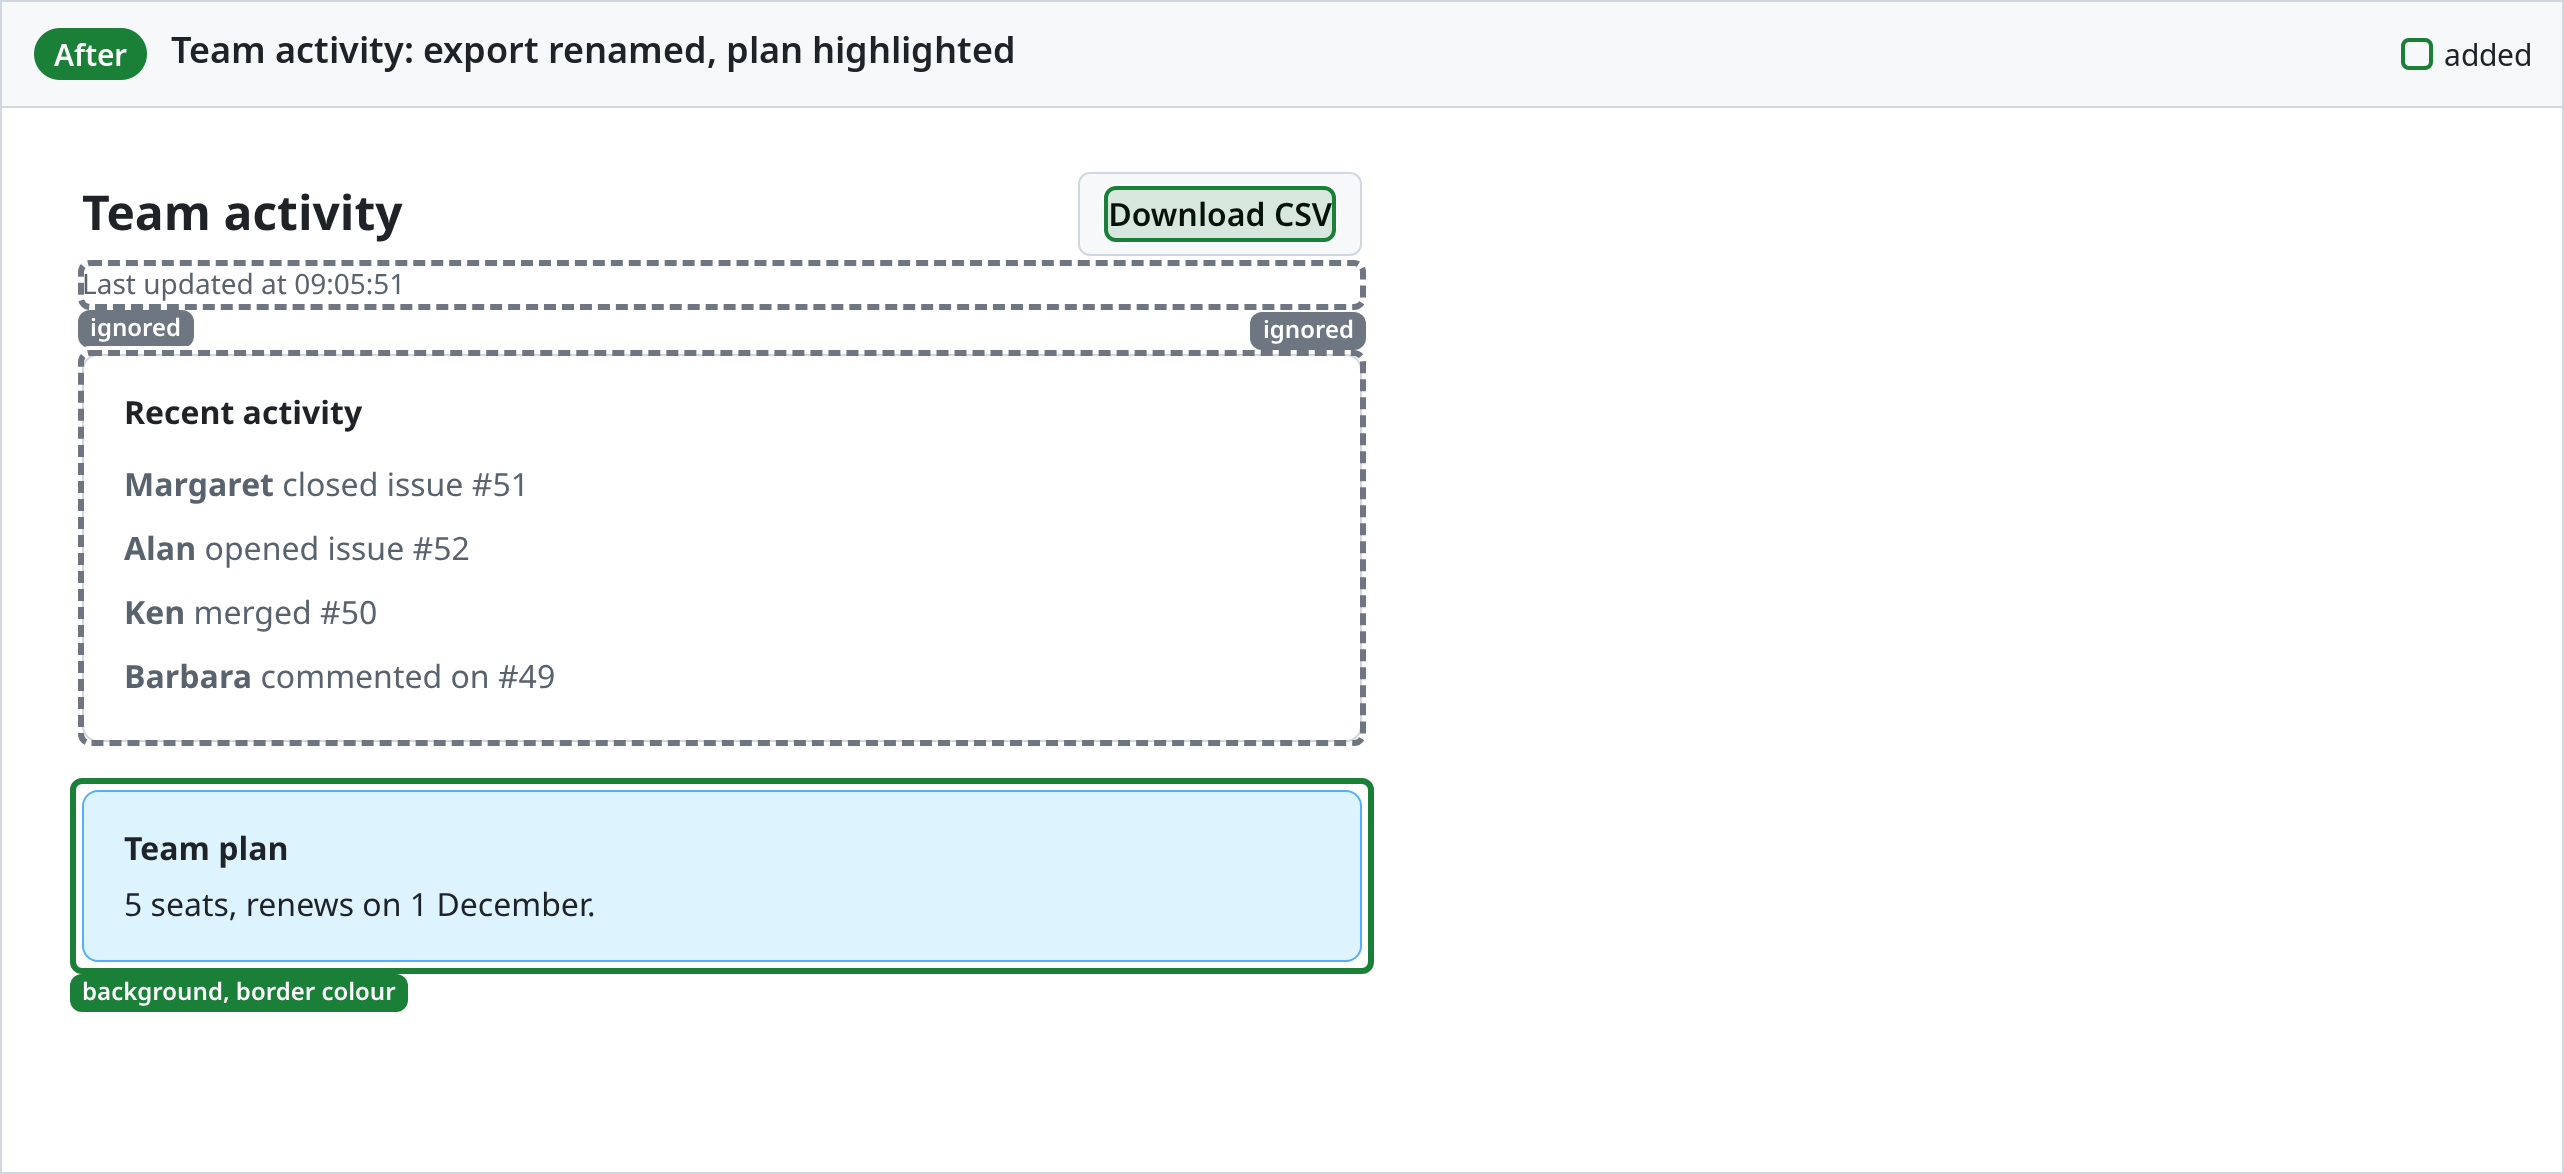 After Team activity: export renamed, plan highlighted added
Team activity Download CSV
Last updated at 09:05:51
ignored ignored
Recent activity
Margaret closed issue #51
Alan opened issue #52
Ken merged #50
Barbara commented on #49
Team plan
5 seats, renews on 1 December.
background, border colour